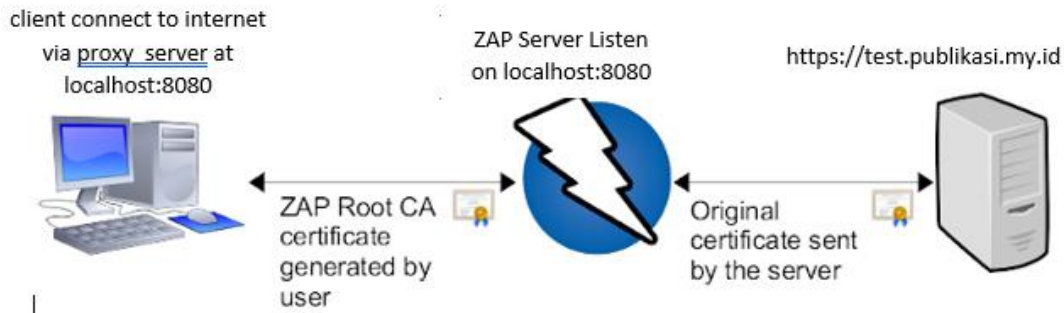 client connect to internet
via proxy server at
localhost:8080
ZAP Server Listen
on localhost:8080
https://test.publikasi.my.id
ZAP Root CA
certificate
generated by
user
Original
certificate sent
by the server